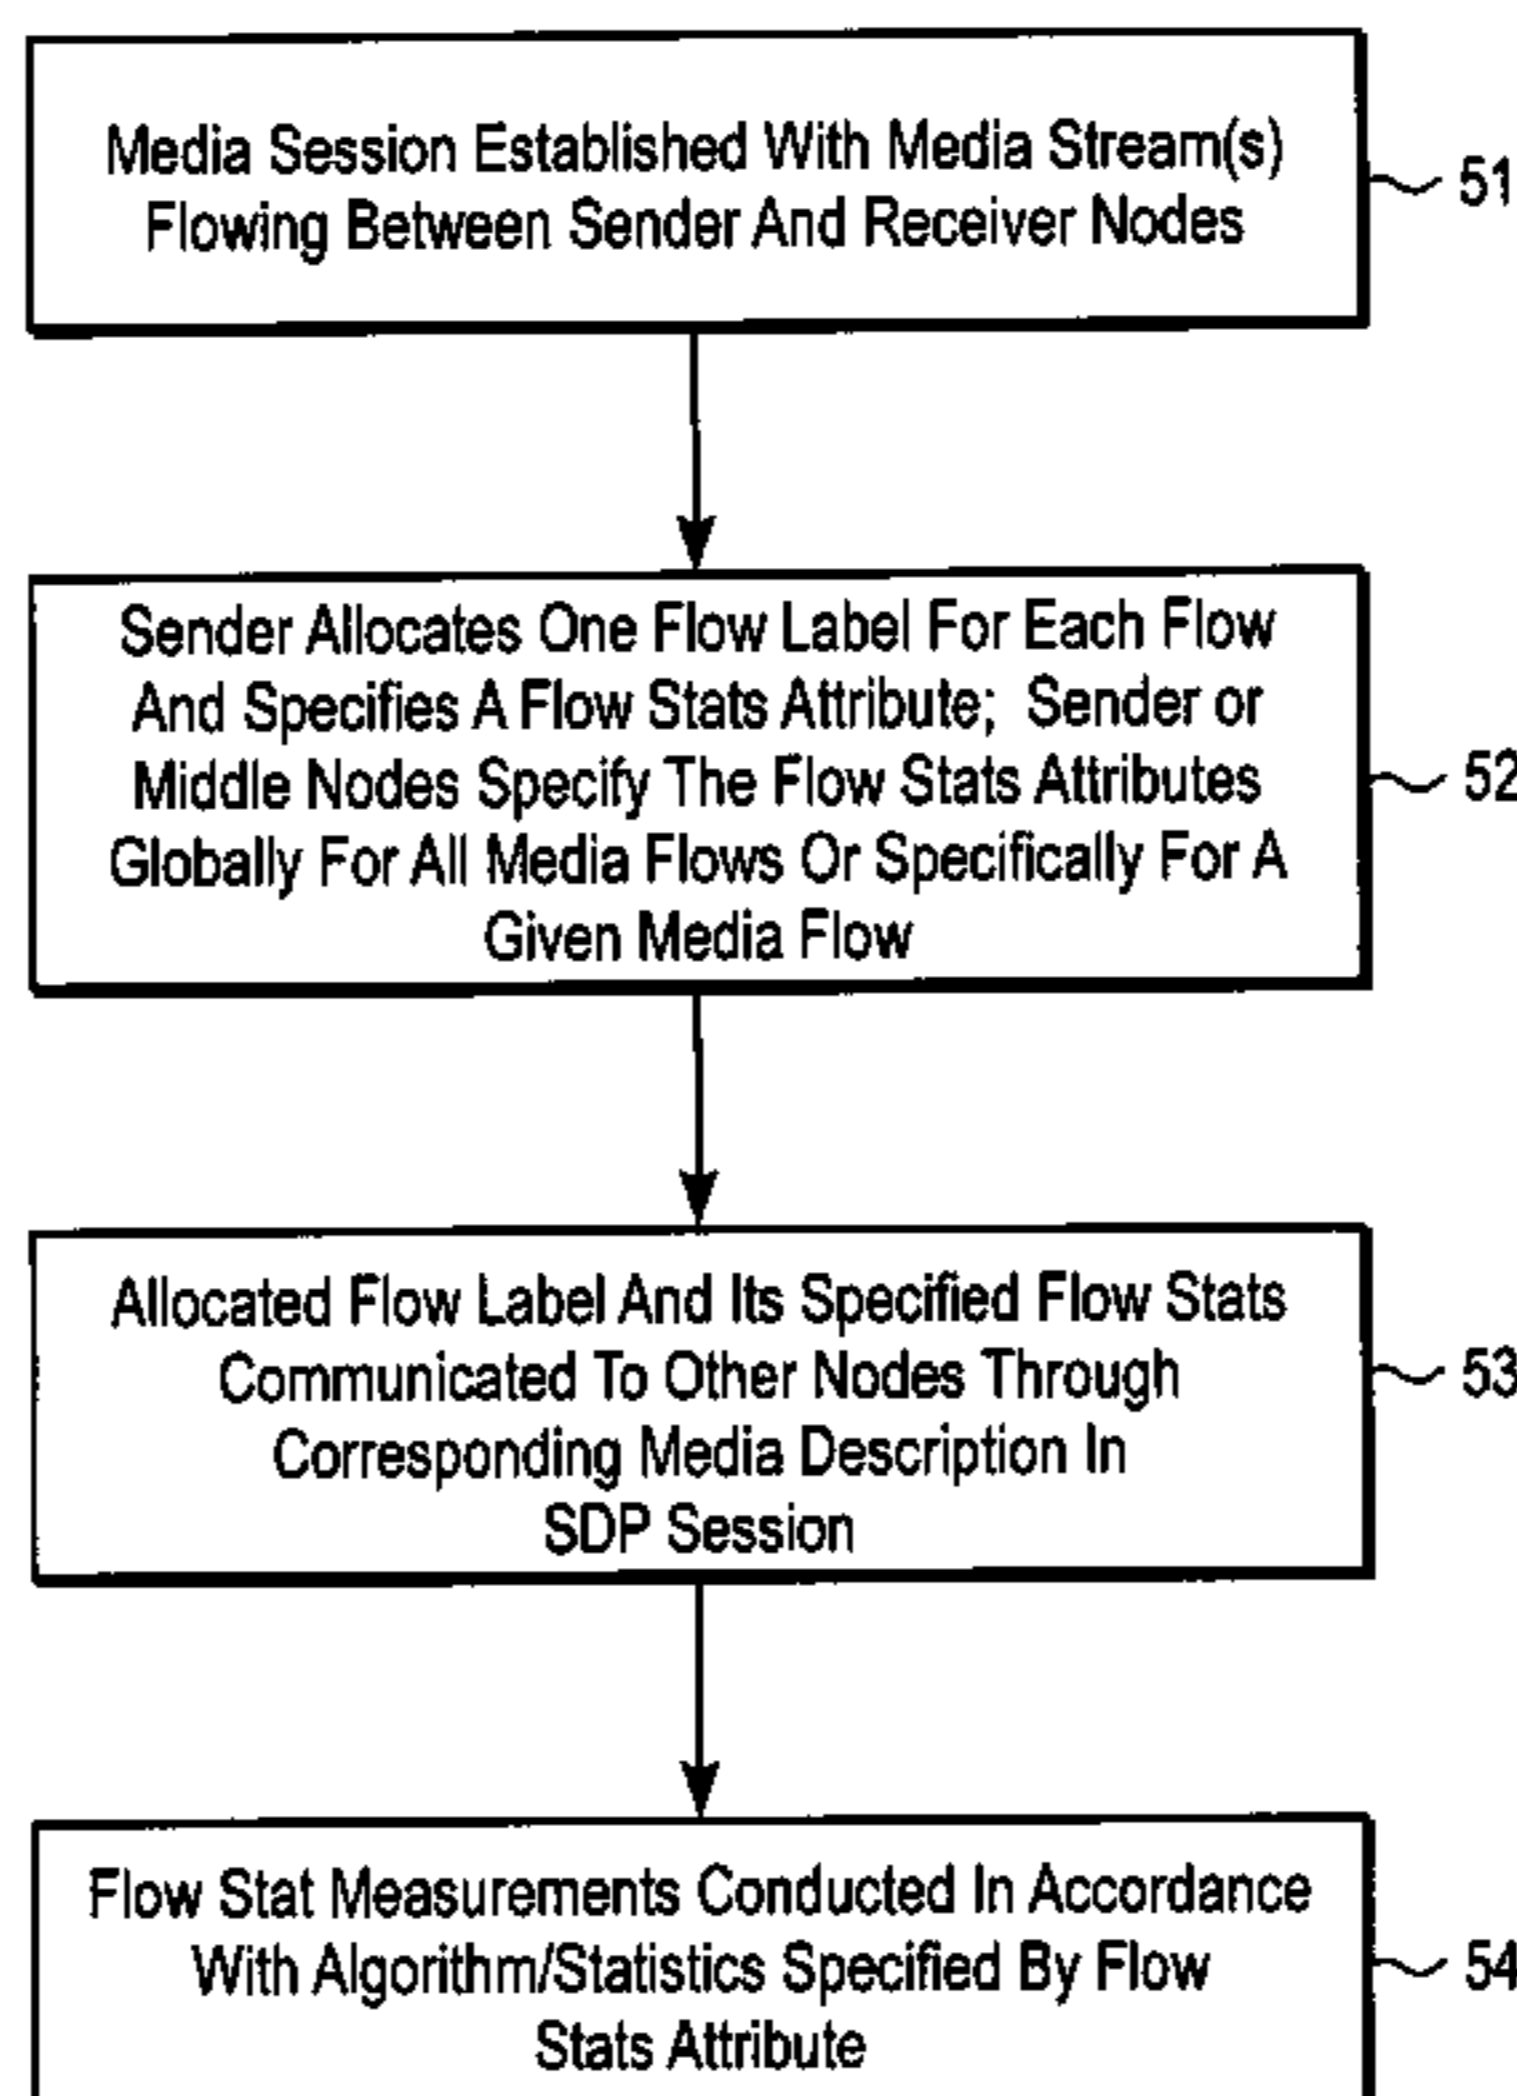 Media Session Established With Media Stream(s)
Flowing Between Sender And Receiver Nodes
51
Sender Allocates One Flow Label For Each Flow
And Specifies A Flow Stats Attribute; Sender or
Middle Nodes Specify The Flow Stats Attributes
Globally For All Media Flows Or Specifically For A
Given Media Flow
52
Allocated Flow Label And Its Specified Flow Stats
Communicated To Other Nodes Through
Corresponding Media Description In
SDP Session
53
Flow Stat Measurements Conducted In Accordance
With Algorithm/Statistics Specified By Flow
Stats Attribute
54